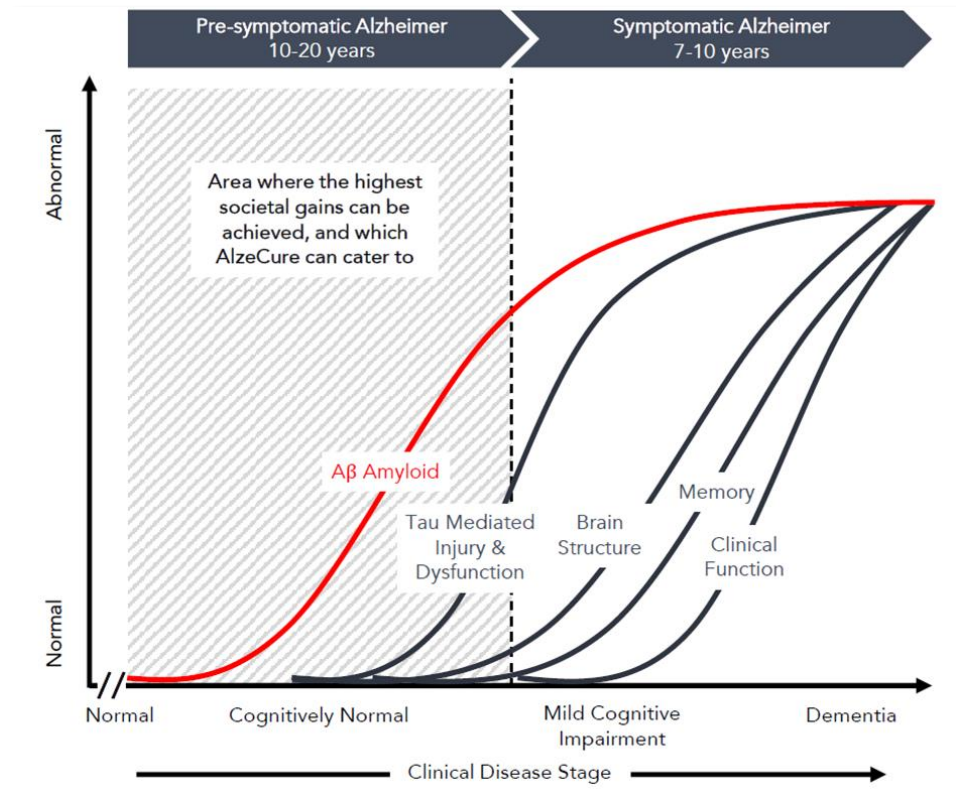 Pre-symptomatic Alzheimer
10-20 years
Symptomatic Alzheimer
7-10 years
Abnormal
Normal
Area where the highest
societal gains can be
achieved, and which
AlzeCure can cater to
Aβ Amyloid
Tau Mediated
Injury &
Dysfunction
Brain
Structure
Memory
Clinical
Function
Normal
Cognitively Normal
Mild Cognitive
Impairment
Dementia
Clinical Disease Stage